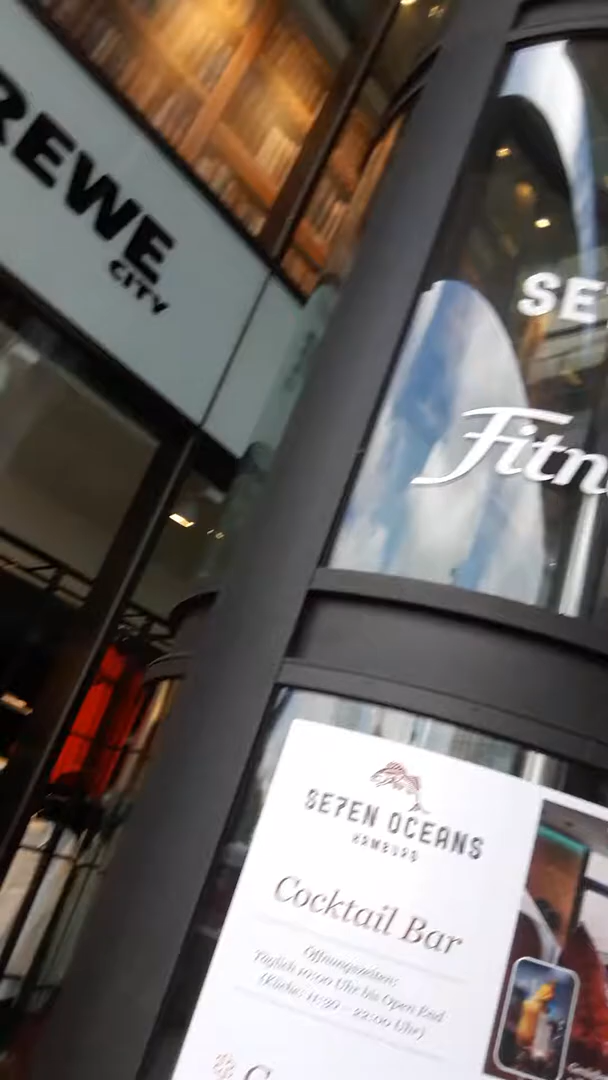 REWE
CITY
SE
Fitn
SE7EN OCEANS
HAMBURG
Cocktail Bar
Öffnungszeiten:
Täglich 10:00 Uhr bis Open End
(Küche: 11:30 - 22:00 Uhr)